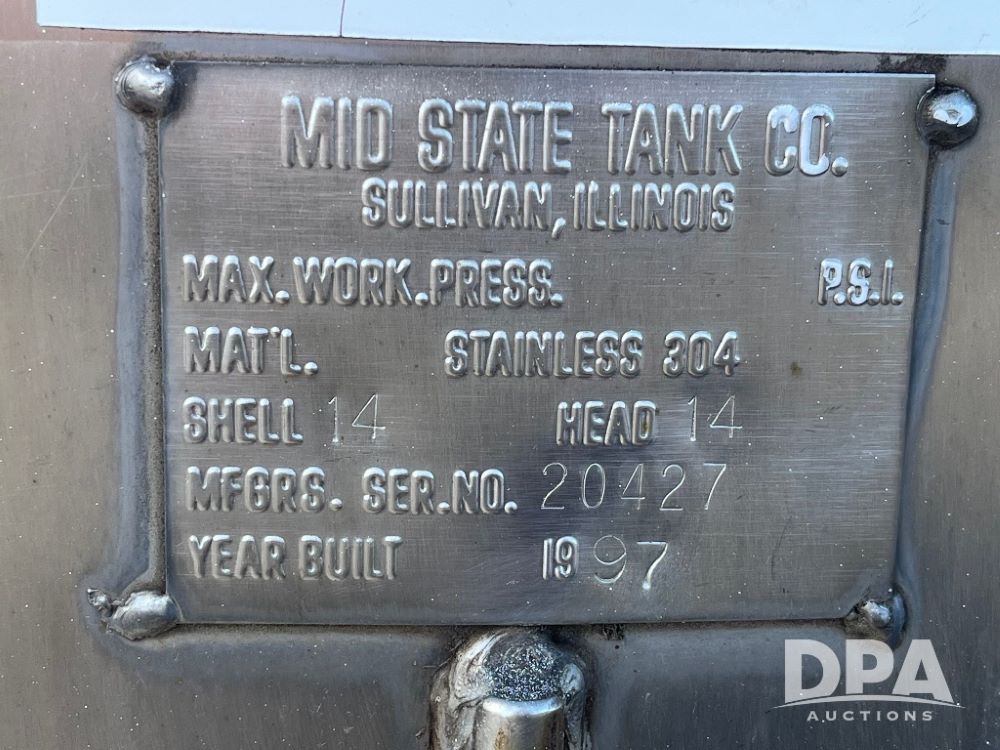 MID STATE TANK CO.
SULLIVAN, ILLINOIS
MAX. WORK. PRESS. P.S.I.
MAT'L. STAINLESS 304
SHELL 14 HEAD 14
MFGRS. SER. NO. 20427
YEAR BUILT 1997
DPA
AUCTIONS